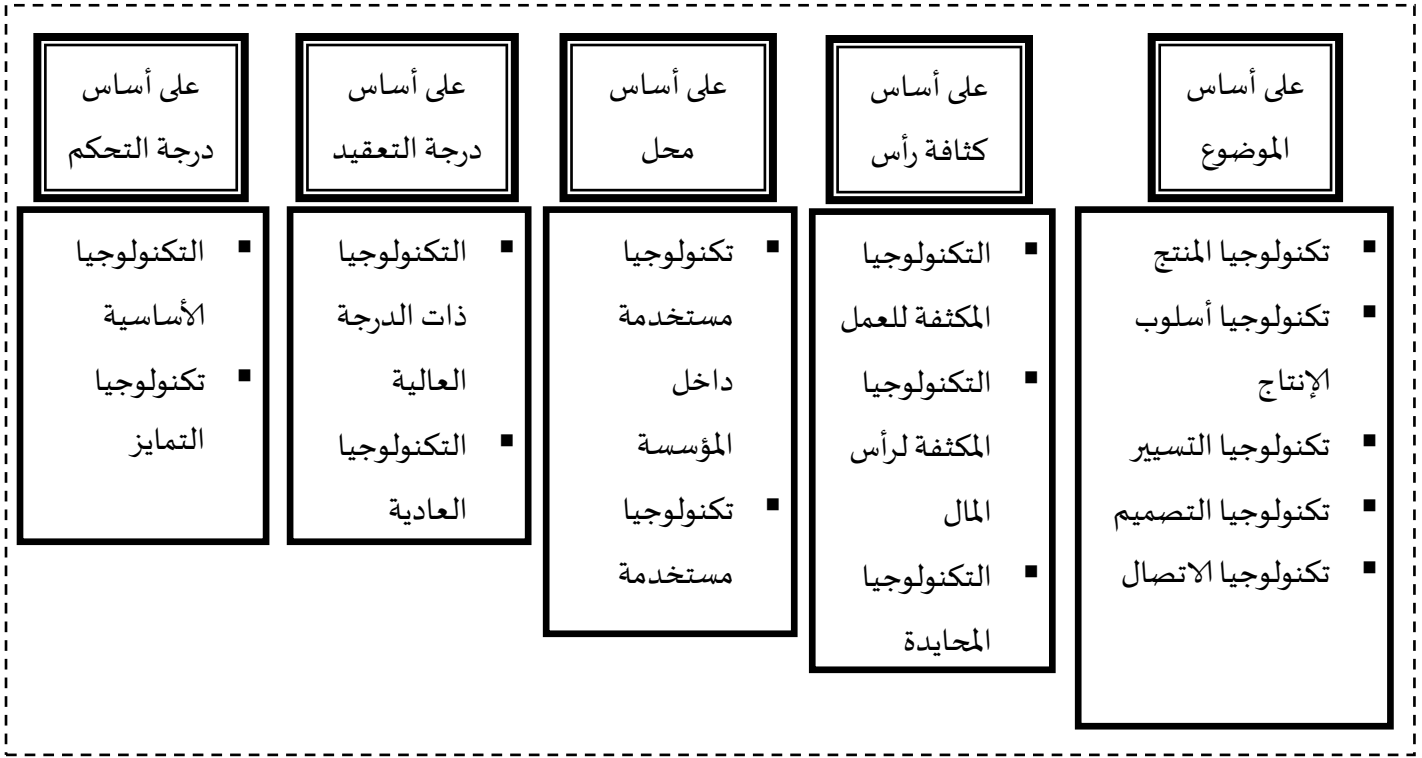 على أساس
الموضوع
▪ تكنولوجيا المنتج
▪ تكنولوجيا أسلوب
الإنتاج
▪ تكنولوجيا التسيير
▪ تكنولوجيا التصميم
▪ تكنولوجيا الاتصال
على أساس
كثافة رأس
▪ التكنولوجيا
المكثفة للعمل
▪ التكنولوجيا
المكثفة لرأس
المال
▪ التكنولوجيا
المحايدة
على أساس
محل
▪ تكنولوجيا
مستخدمة
داخل
المؤسسة
▪ تكنولوجيا
مستخدمة
على أساس
درجة التعقيد
▪ التكنولوجيا
ذات الدرجة
العالية
▪ التكنولوجيا
العادية
على أساس
درجة التحكم
▪ التكنولوجيا
الأساسية
▪ تكنولوجيا
التمايز